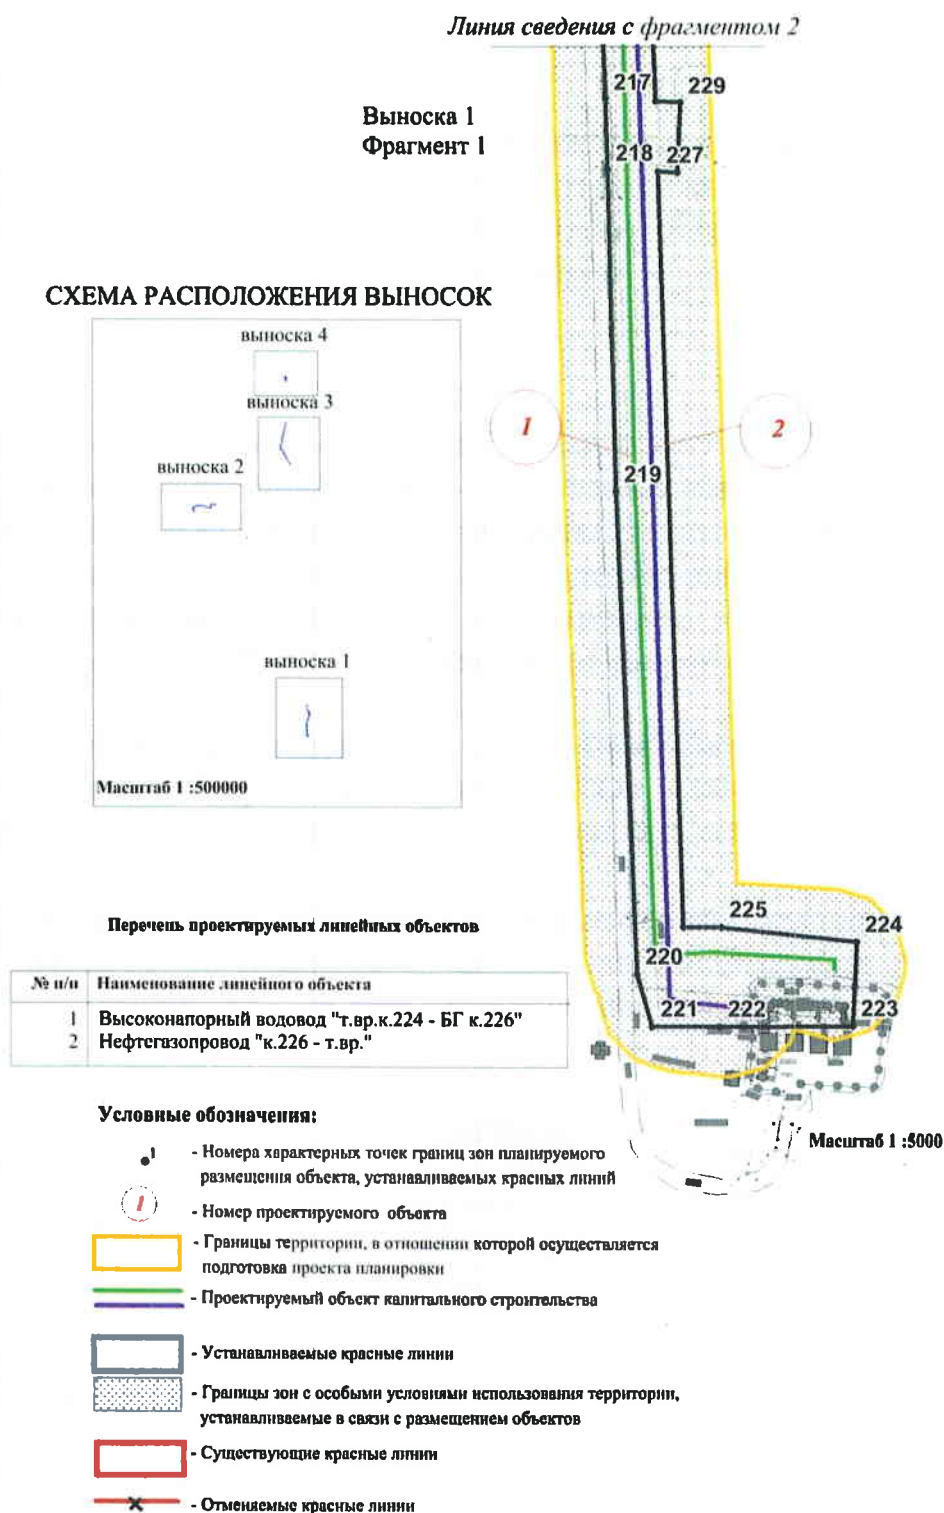 Линия сведения с фрагментом 2
217
229
Выноска 1
Фрагмент 1
218
227
СХЕМА РАСПОЛОЖЕНИЯ ВЫНОСОК
выноска 4
выноска 3
1
2
выноска 2
219
выноска 1
Масштаб 1 :500000
225
224
Перечень проектируемых линейных объектов
220
№ п/п Наименование линейного объекта
221
222
223
1 Высоконапорный водовод "т.вр.к.224 - БГ к.226"
2 Нефтегазопровод "к.226 - т.вр."
Условные обозначения:
Масштаб 1 :5000
1 - Номера характерных точек границ зон планируемого
размещения объекта, устанавливаемых красных линий
1 - Номер проектируемого объекта
- Границы территории, в отношении которой осуществляется
подготовка проекта планировки
- Проектируемый объект капитального строительства
- Устанавливаемые красные линии
- Границы зон с особыми условиями использования территории,
устанавливаемые в связи с размещением объектов
- Существующие красные линии
- Отменяемые красные линии